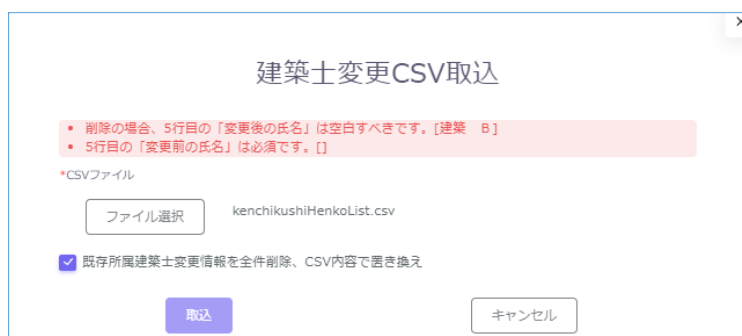 建築士変更CSV取込
• 削除の場合、5行目の「変更後の氏名」は空白すべきです。[建築　B]
• 5行目の「変更前の氏名」は必須です。[]
*CSVファイル
ファイル選択 kenchikushiHenkoList.csv
既存所属建築士変更情報を全件削除、CSV内容で置き換え
取込 キャンセル